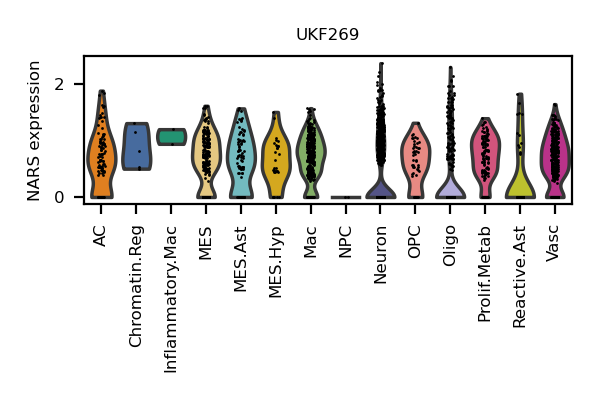 UKF269
NARS expression
2
0
AC
Chromatin.Reg
Inflammatory.Mac
MES
MES.Ast
MES.Hyp
Mac
NPC
Neuron
OPC
Oligo
Prolif.Metab
Reactive.Ast
Vasc